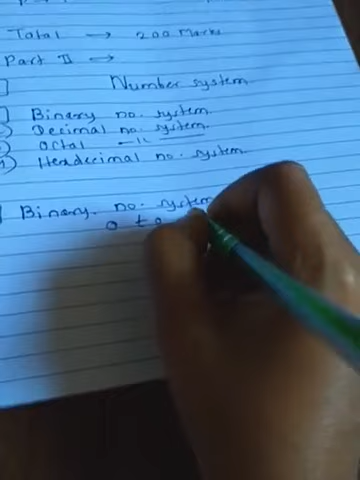 Total → 200 Marks
Part II →
Number system
Binary no. system
Decimal no. system
Octal —11
Hexadecimal no. system
Binary. no. system
0 to